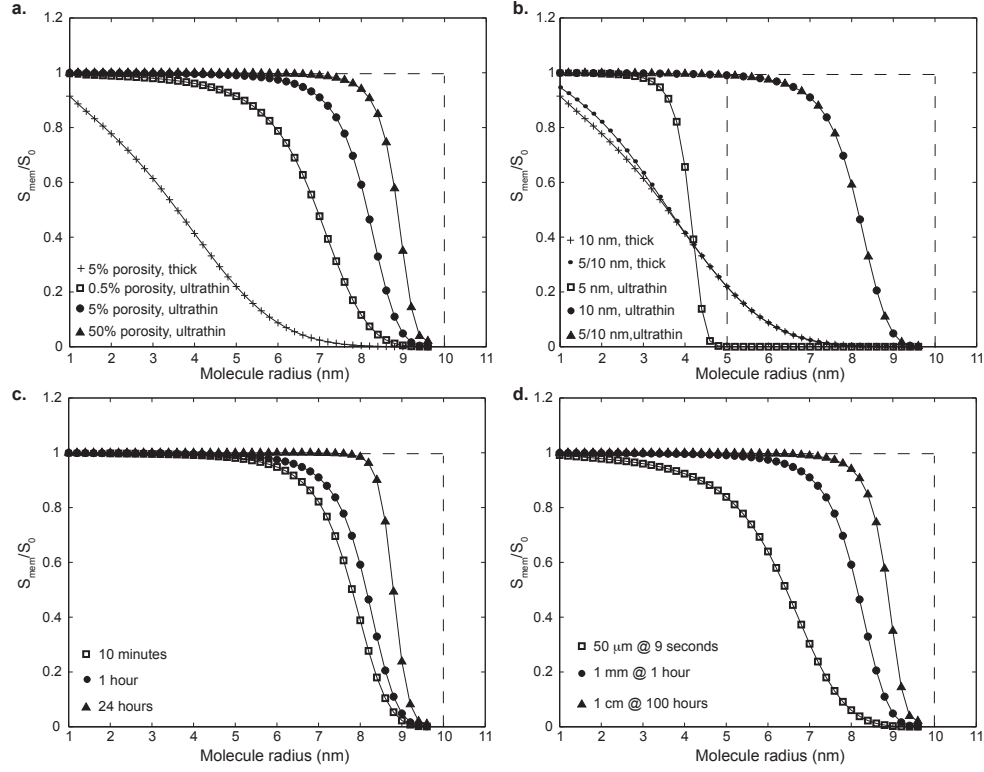 a.
1.2
1
0.8
0.6
0.4
0.2
0
S_mem/S_0
+ 5% porosity, thick
0.5% porosity, ultrathin
5% porosity, ultrathin
50% porosity, ultrathin
1 2 3 4 5 6 7 8 9 10 11
Molecule radius (nm)
b.
1.2
1
0.8
0.6
0.4
0.2
0
S_mem/S_0
+ 10 nm, thick
5/10 nm, thick
5 nm, ultrathin
10 nm, ultrathin
5/10 nm,ultrathin
1 2 3 4 5 6 7 8 9 10 11
Molecule radius (nm)
c.
1.2
1
0.8
0.6
0.4
0.2
0
S_mem/S_0
10 minutes
1 hour
24 hours
1 2 3 4 5 6 7 8 9 10 11
Molecule radius (nm)
d.
1.2
1
0.8
0.6
0.4
0.2
0
S_mem/S_0
50 μm @ 9 seconds
1 mm @ 1 hour
1 cm @ 100 hours
1 2 3 4 5 6 7 8 9 10 11
Molecule radius (nm)